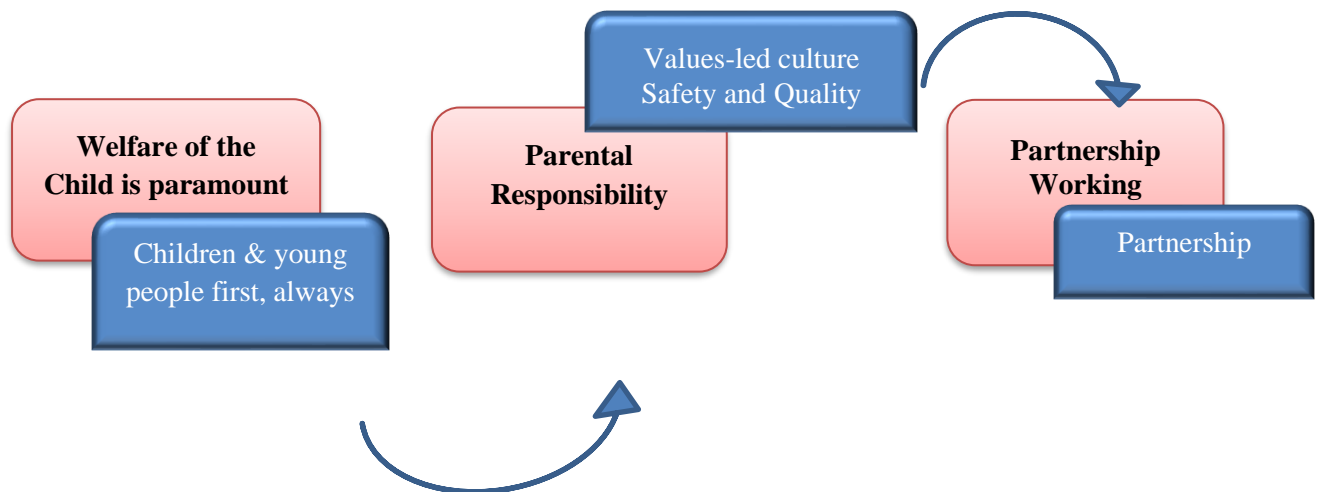 Welfare of the
Child is paramount
Children & young
people first, always
Values-led culture
Safety and Quality
Parental
Responsibility
Partnership
Working
Partnership